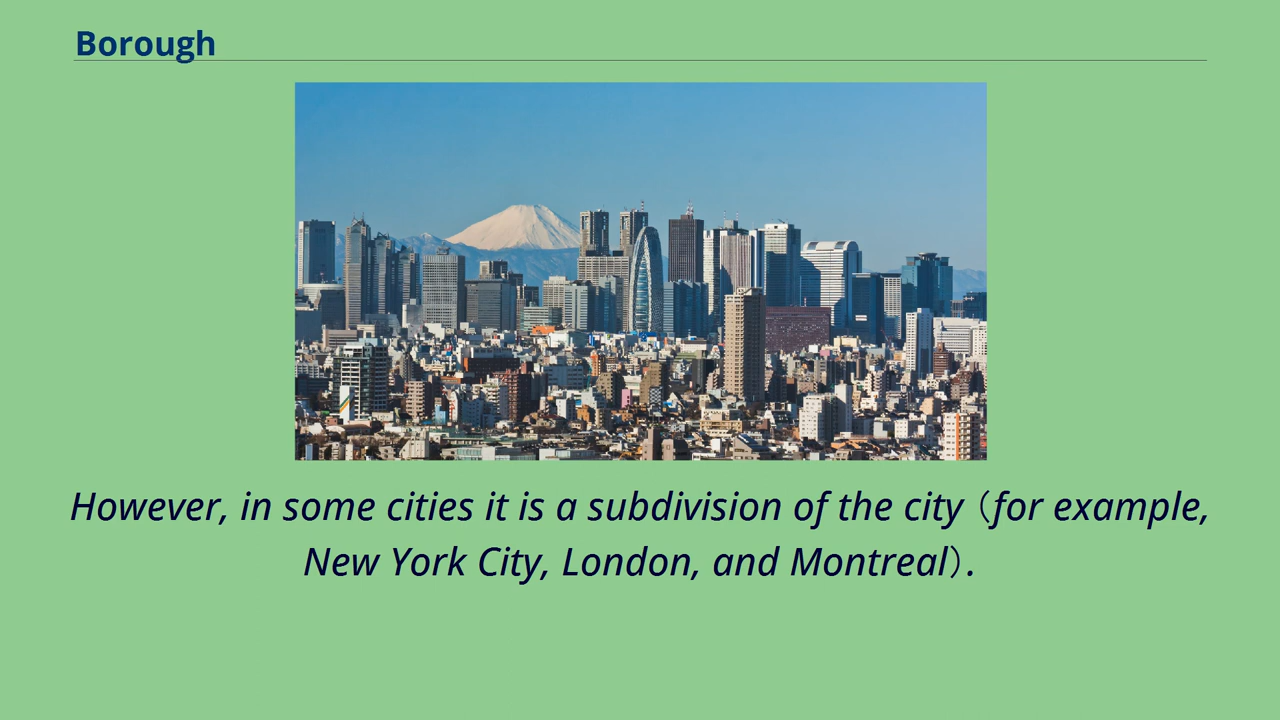 Borough
However, in some cities it is a subdivision of the city（for example,
New York City, London, and Montreal）.